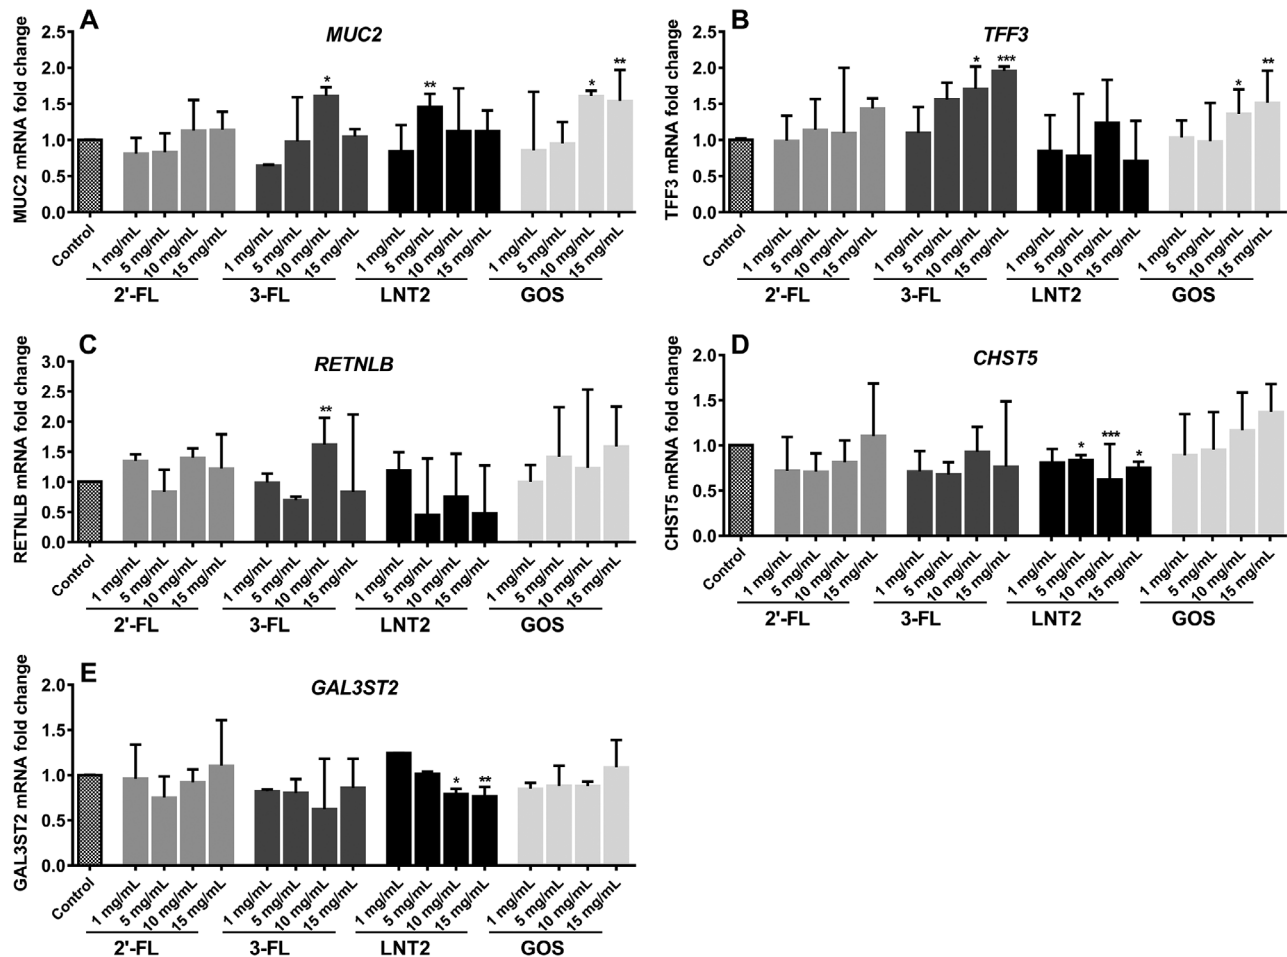 A
MUC2
MUC2 mRNA fold change
2.5
2.0
1.5
1.0
0.5
0.0
* ** * **
Control 1 mg/mL 5 mg/mL 10 mg/mL 15 mg/mL 1 mg/mL 5 mg/mL 10 mg/mL 15 mg/mL 1 mg/mL 5 mg/mL 10 mg/mL 15 mg/mL 1 mg/mL 5 mg/mL 10 mg/mL 15 mg/mL
2'-FL 3-FL LNT2 GOS
B
TFF3
TFF3 mRNA fold change
2.5
2.0
1.5
1.0
0.5
0.0
* *** * **
Control 1 mg/mL 5 mg/mL 10 mg/mL 15 mg/mL 1 mg/mL 5 mg/mL 10 mg/mL 15 mg/mL 1 mg/mL 5 mg/mL 10 mg/mL 15 mg/mL 1 mg/mL 5 mg/mL 10 mg/mL 15 mg/mL
2'-FL 3-FL LNT2 GOS
C
RETNLB
RETNLB mRNA fold change
3.0
2.5
2.0
1.5
1.0
0.5
0.0
**
Control 1 mg/mL 5 mg/mL 10 mg/mL 15 mg/mL 1 mg/mL 5 mg/mL 10 mg/mL 15 mg/mL 1 mg/mL 5 mg/mL 10 mg/mL 15 mg/mL 1 mg/mL 5 mg/mL 10 mg/mL 15 mg/mL
2'-FL 3-FL LNT2 GOS
D
CHST5
CHST5 mRNA fold change
2.0
1.5
1.0
0.5
0.0
* *** *
Control 1 mg/mL 5 mg/mL 10 mg/mL 15 mg/mL 1 mg/mL 5 mg/mL 10 mg/mL 15 mg/mL 1 mg/mL 5 mg/mL 10 mg/mL 15 mg/mL 1 mg/mL 5 mg/mL 10 mg/mL 15 mg/mL
2'-FL 3-FL LNT2 GOS
E
GAL3ST2
GAL3ST2 mRNA fold change
2.0
1.5
1.0
0.5
0.0
* **
Control 1 mg/mL 5 mg/mL 10 mg/mL 15 mg/mL 1 mg/mL 5 mg/mL 10 mg/mL 15 mg/mL 1 mg/mL 5 mg/mL 10 mg/mL 15 mg/mL 1 mg/mL 5 mg/mL 10 mg/mL 15 mg/mL
2'-FL 3-FL LNT2 GOS